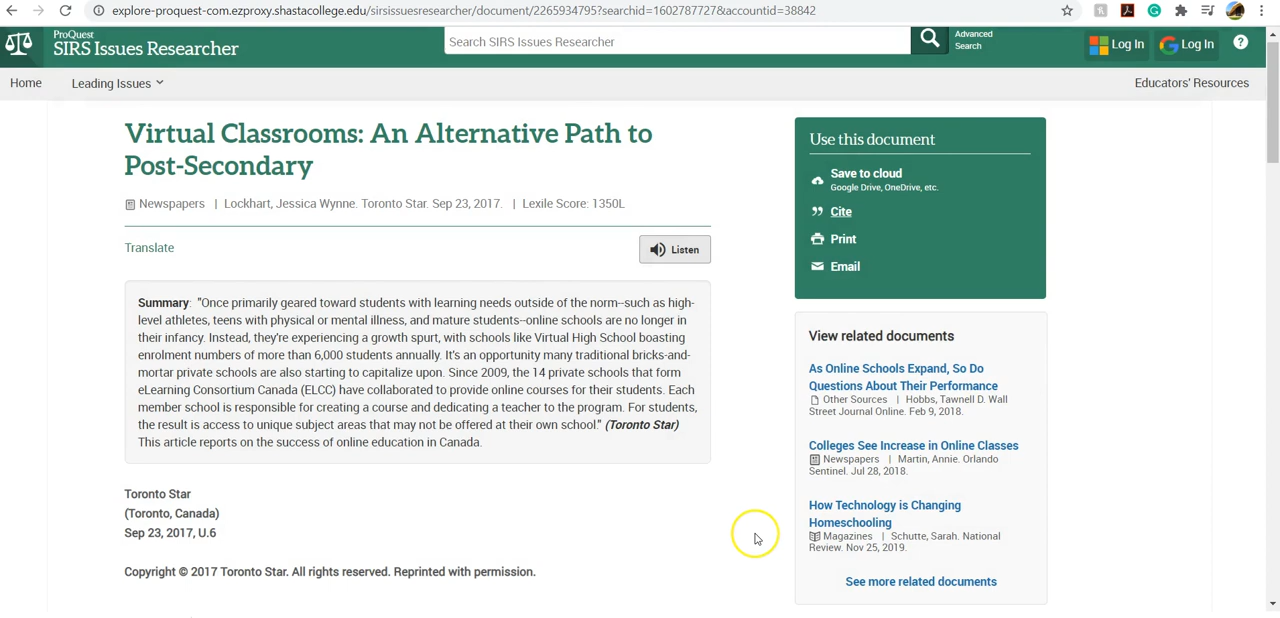 explore-proquest-com.ezproxy.shastacollege.edu/sirsissuesresearcher/document/2265934795?searchid=1602787727&accountid=38842
ProQuest
SIRS Issues Researcher
Search SIRS Issues Researcher
Advanced
Search
Log In
Log In
?
Home
Leading Issues
Educators' Resources
Virtual Classrooms: An Alternative Path to
Post-Secondary
Newspapers | Lockhart, Jessica Wynne. Toronto Star. Sep 23, 2017. | Lexile Score: 1350L
Translate
Listen
Summary: "Once primarily geared toward students with learning needs outside of the norm--such as high-
level athletes, teens with physical or mental illness, and mature students--online schools are no longer in
their infancy. Instead, they're experiencing a growth spurt, with schools like Virtual High School boasting
enrolment numbers of more than 6,000 students annually. It's an opportunity many traditional bricks-and-
mortar private schools are also starting to capitalize upon. Since 2009, the 14 private schools that form
eLearning Consortium Canada (ELCC) have collaborated to provide online courses for their students. Each
member school is responsible for creating a course and dedicating a teacher to the program. For students,
the result is access to unique subject areas that may not be offered at their own school." (Toronto Star)
This article reports on the success of online education in Canada.
Toronto Star
(Toronto, Canada)
Sep 23, 2017, U.6
Copyright © 2017 Toronto Star. All rights reserved. Reprinted with permission.
Use this document
Save to cloud
Google Drive, OneDrive, etc.
Cite
Print
Email
View related documents
As Online Schools Expand, So Do
Questions About Their Performance
Other Sources | Hobbs, Tawnell D. Wall
Street Journal Online. Feb 9, 2018.
Colleges See Increase in Online Classes
Newspapers | Martin, Annie. Orlando
Sentinel. Jul 28, 2018.
How Technology is Changing
Homeschooling
Magazines | Schutte, Sarah. National
Review. Nov 25, 2019.
See more related documents